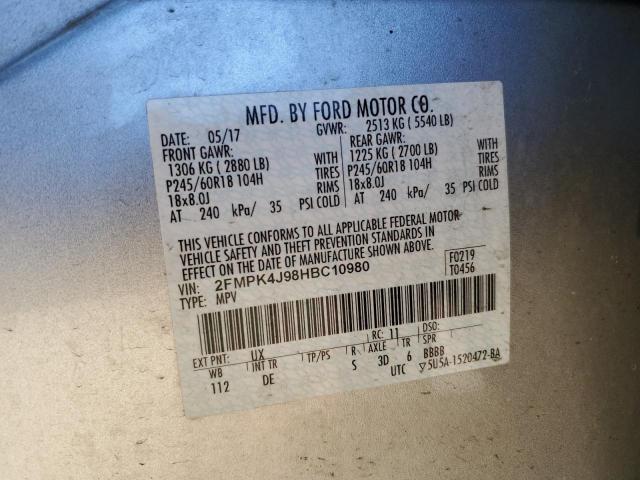 MFD. BY FORD MOTOR CO.
DATE: 05/17 GVWR: 2513 KG ( 5540 LB)
FRONT GAWR: REAR GAWR:
1306 KG ( 2880 LB) WITH 1225 KG ( 2700 LB) WITH
P245/60R18 104H TIRES P245/60R18 104H TIRES
18x8.0J RIMS 18x8.0J RIMS
AT 240 kPa/ 35 PSI COLD AT 240 kPa/ 35 PSI COLD
THIS VEHICLE CONFORMS TO ALL APPLICABLE FEDERAL MOTOR
VEHICLE SAFETY AND THEFT PREVENTION STANDARDS IN
EFFECT ON THE DATE OF MANUFACTURE SHOWN ABOVE.
VIN: 2FMPK4J98HBC10980 F0219
TYPE: MPV T0456
EXT PNT: UX RC: 11 DSO:
WB INT TR TP/PS R AXLE TR SPR
112 DE S 3D 6 BBBB
UTC 5U5A-1520472-BA